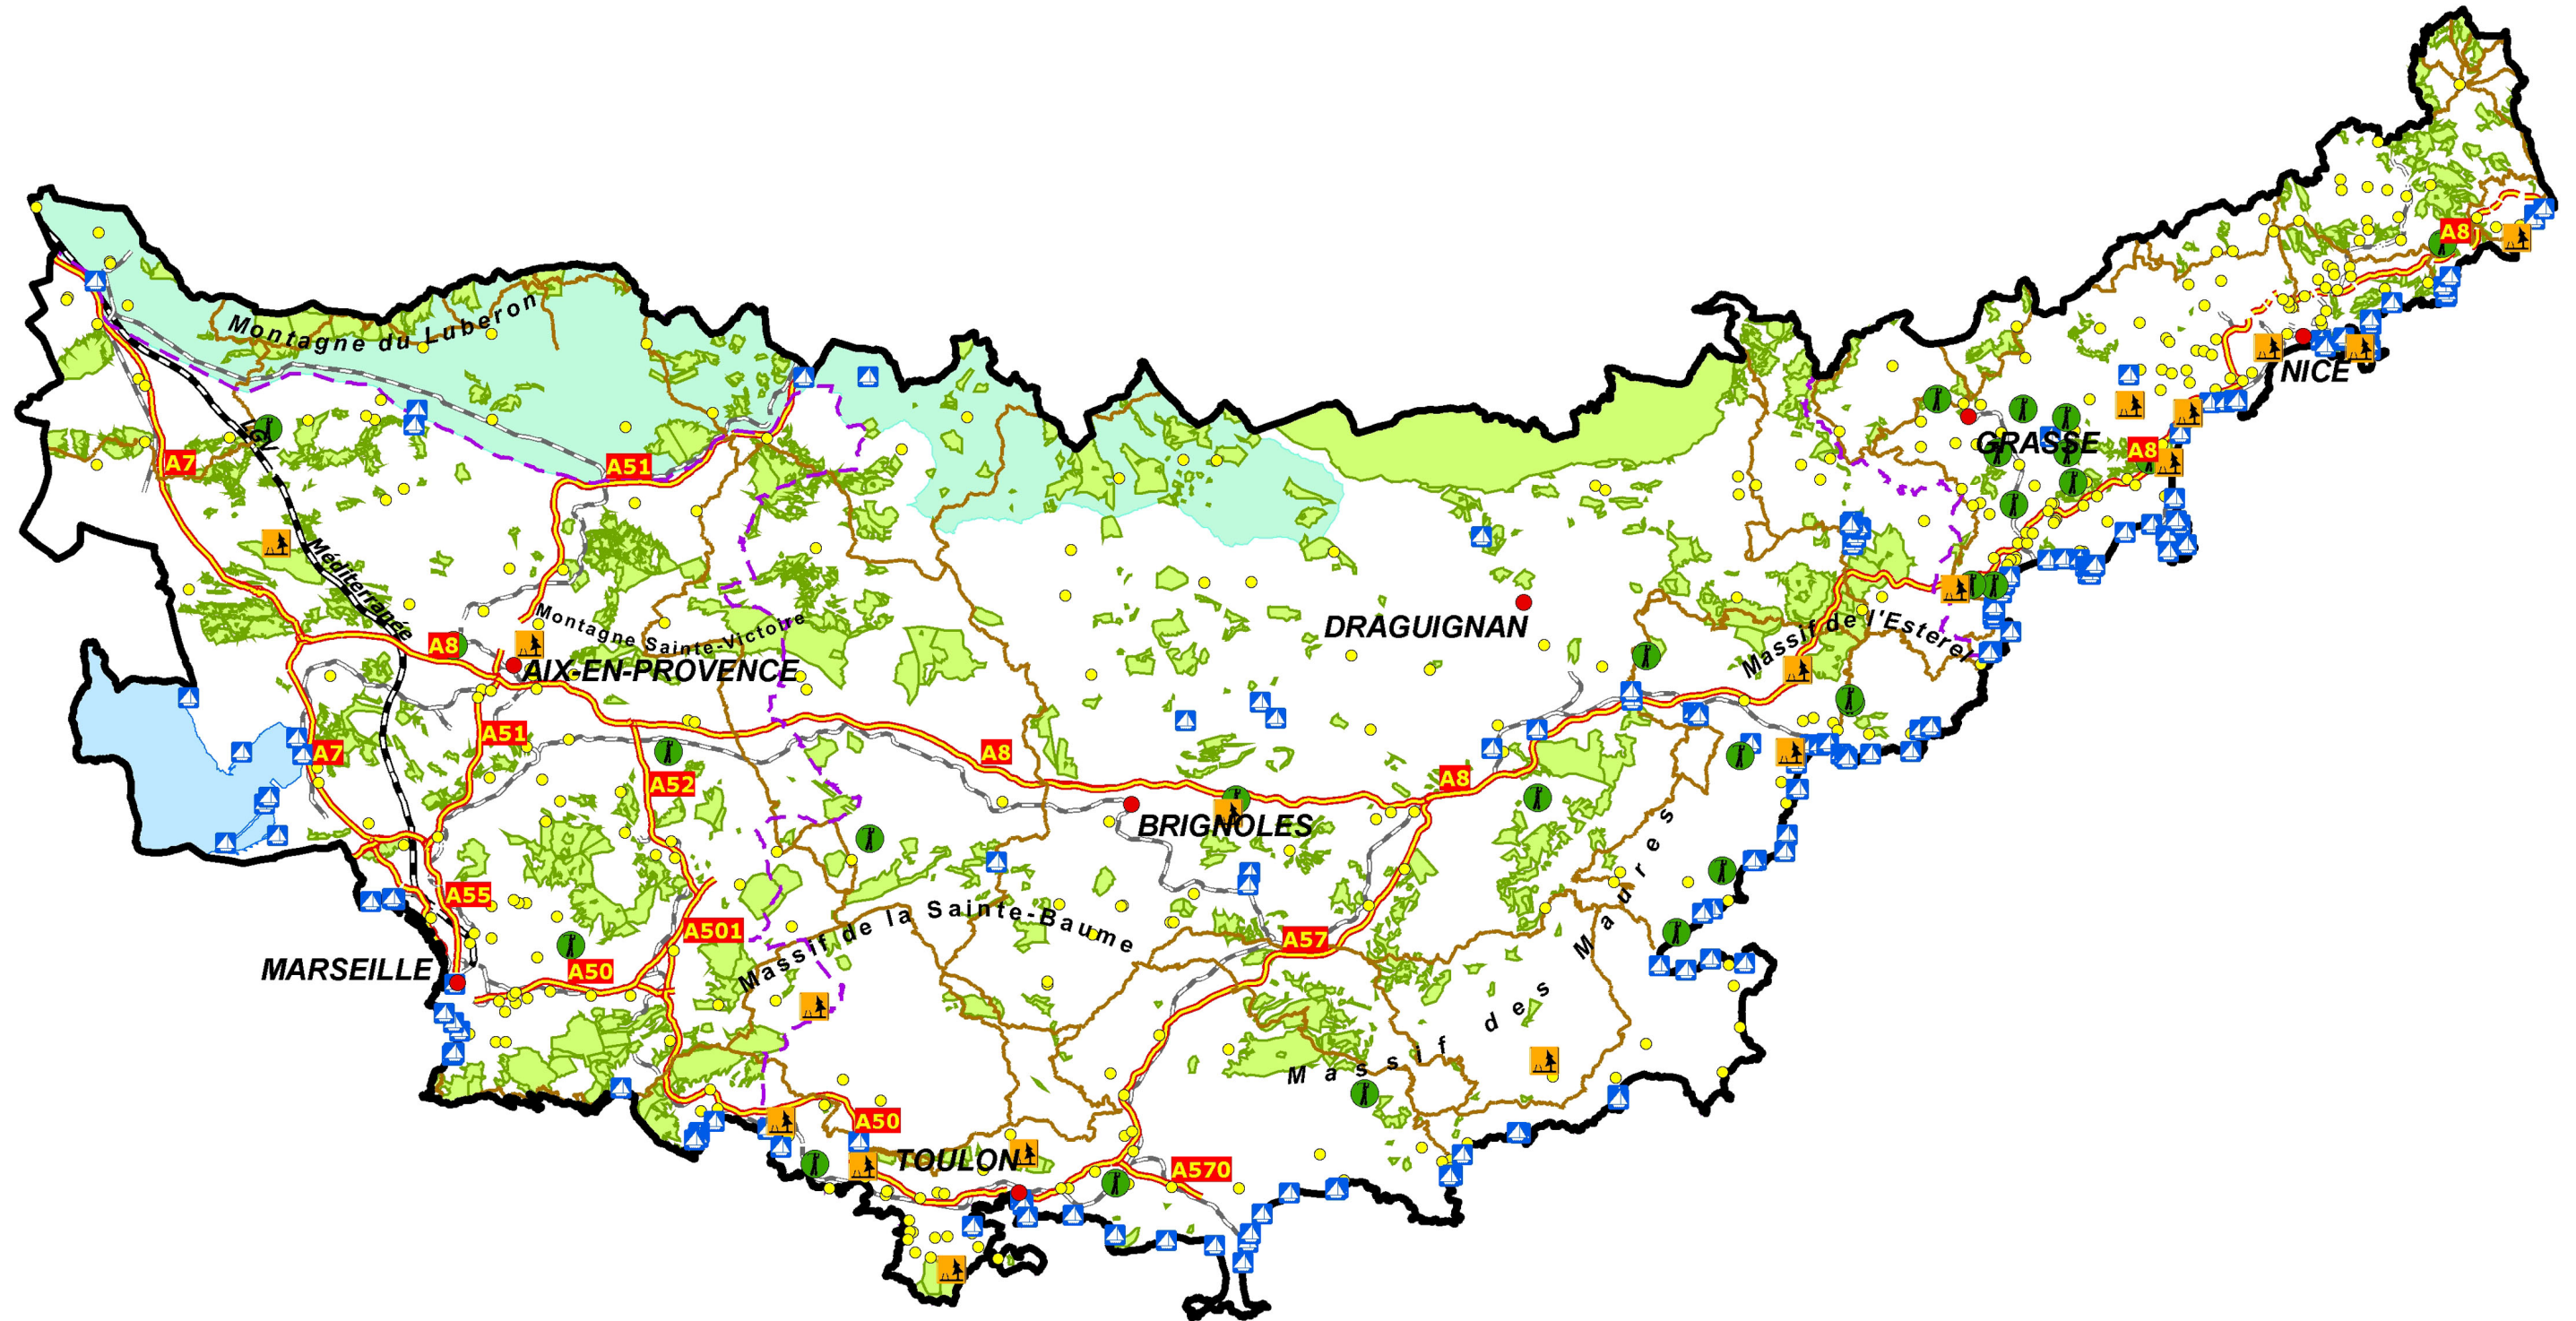 A8
Montagne du Luberon
NICE
GRASSE
A8
LGV
A7
A51
Méditerranée
Montagne Sainte-Victoire
DRAGUIGNAN
Massif de l'Esterel
A8
AIX-EN-PROVENCE
A51
A7
A8
A52
A8
BRIGNOLES
A55
Massif de la Sainte-Baume
A501
A57
Massif des Maures
MARSEILLE
A50
A50
TOULON
A570